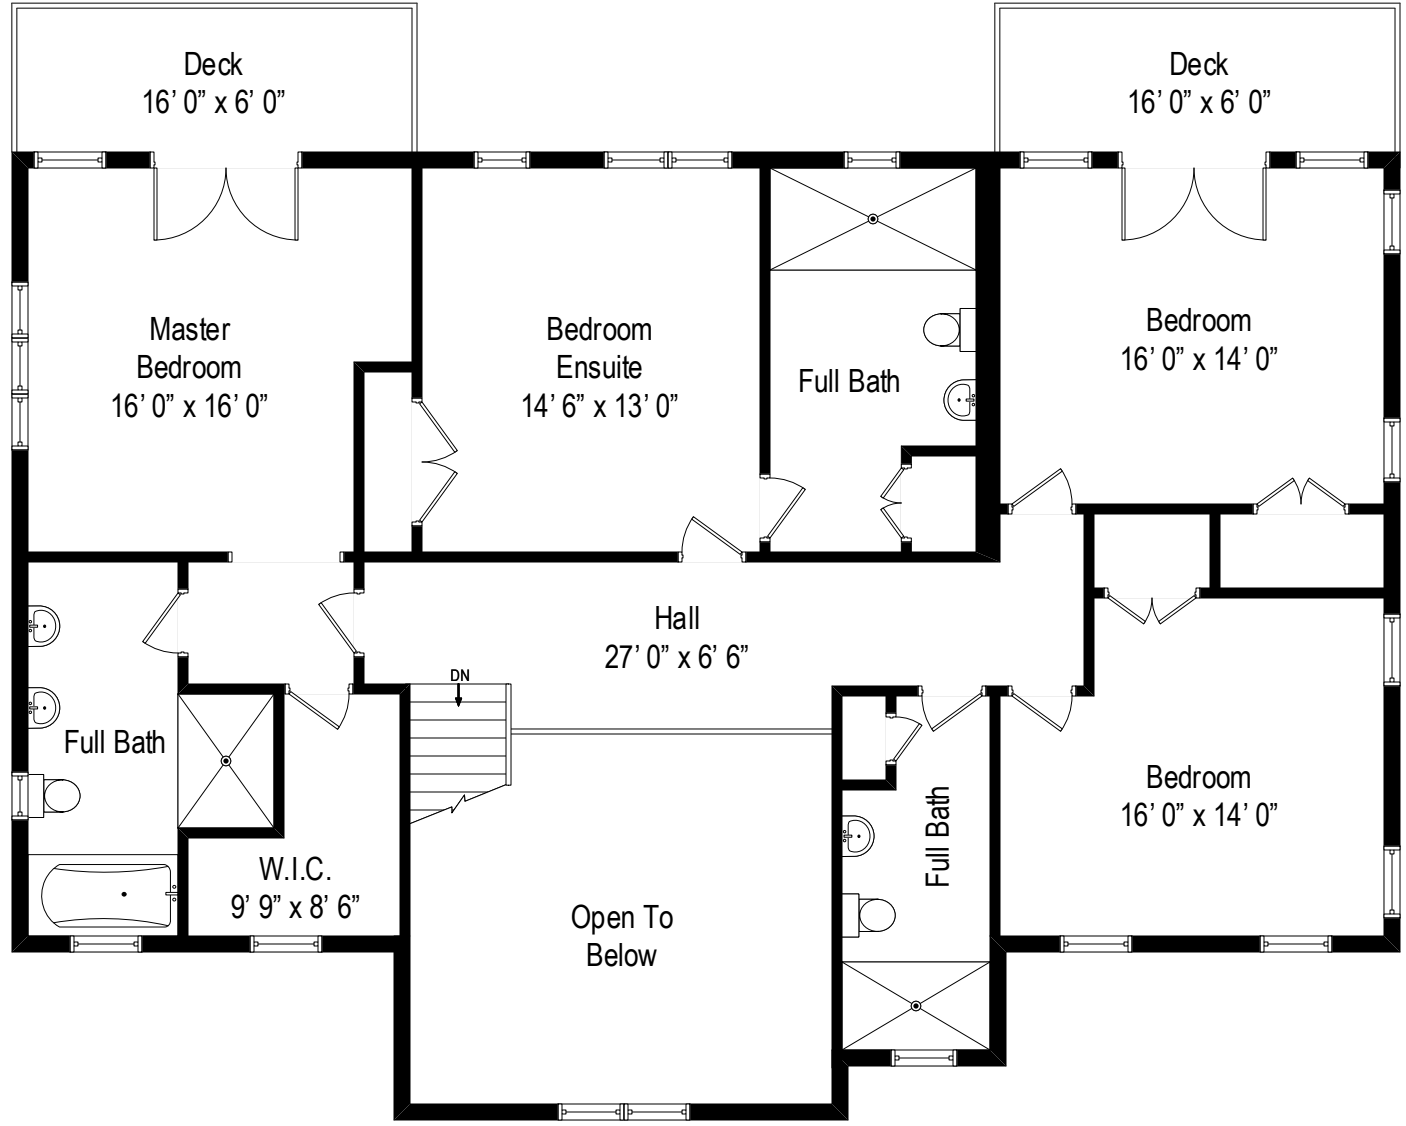 Deck
16' 0" x 6' 0"
Deck
16' 0" x 6' 0"
Master
Bedroom
16' 0" x 16' 0"
Bedroom
Ensuite
14' 6" x 13' 0"
Full Bath
Bedroom
16' 0" x 14' 0"
Hall
27' 0" x 6' 6"
DN
Full Bath
W.I.C.
9' 9" x 8' 6"
Open To
Below
Full Bath
Bedroom
16' 0" x 14' 0"